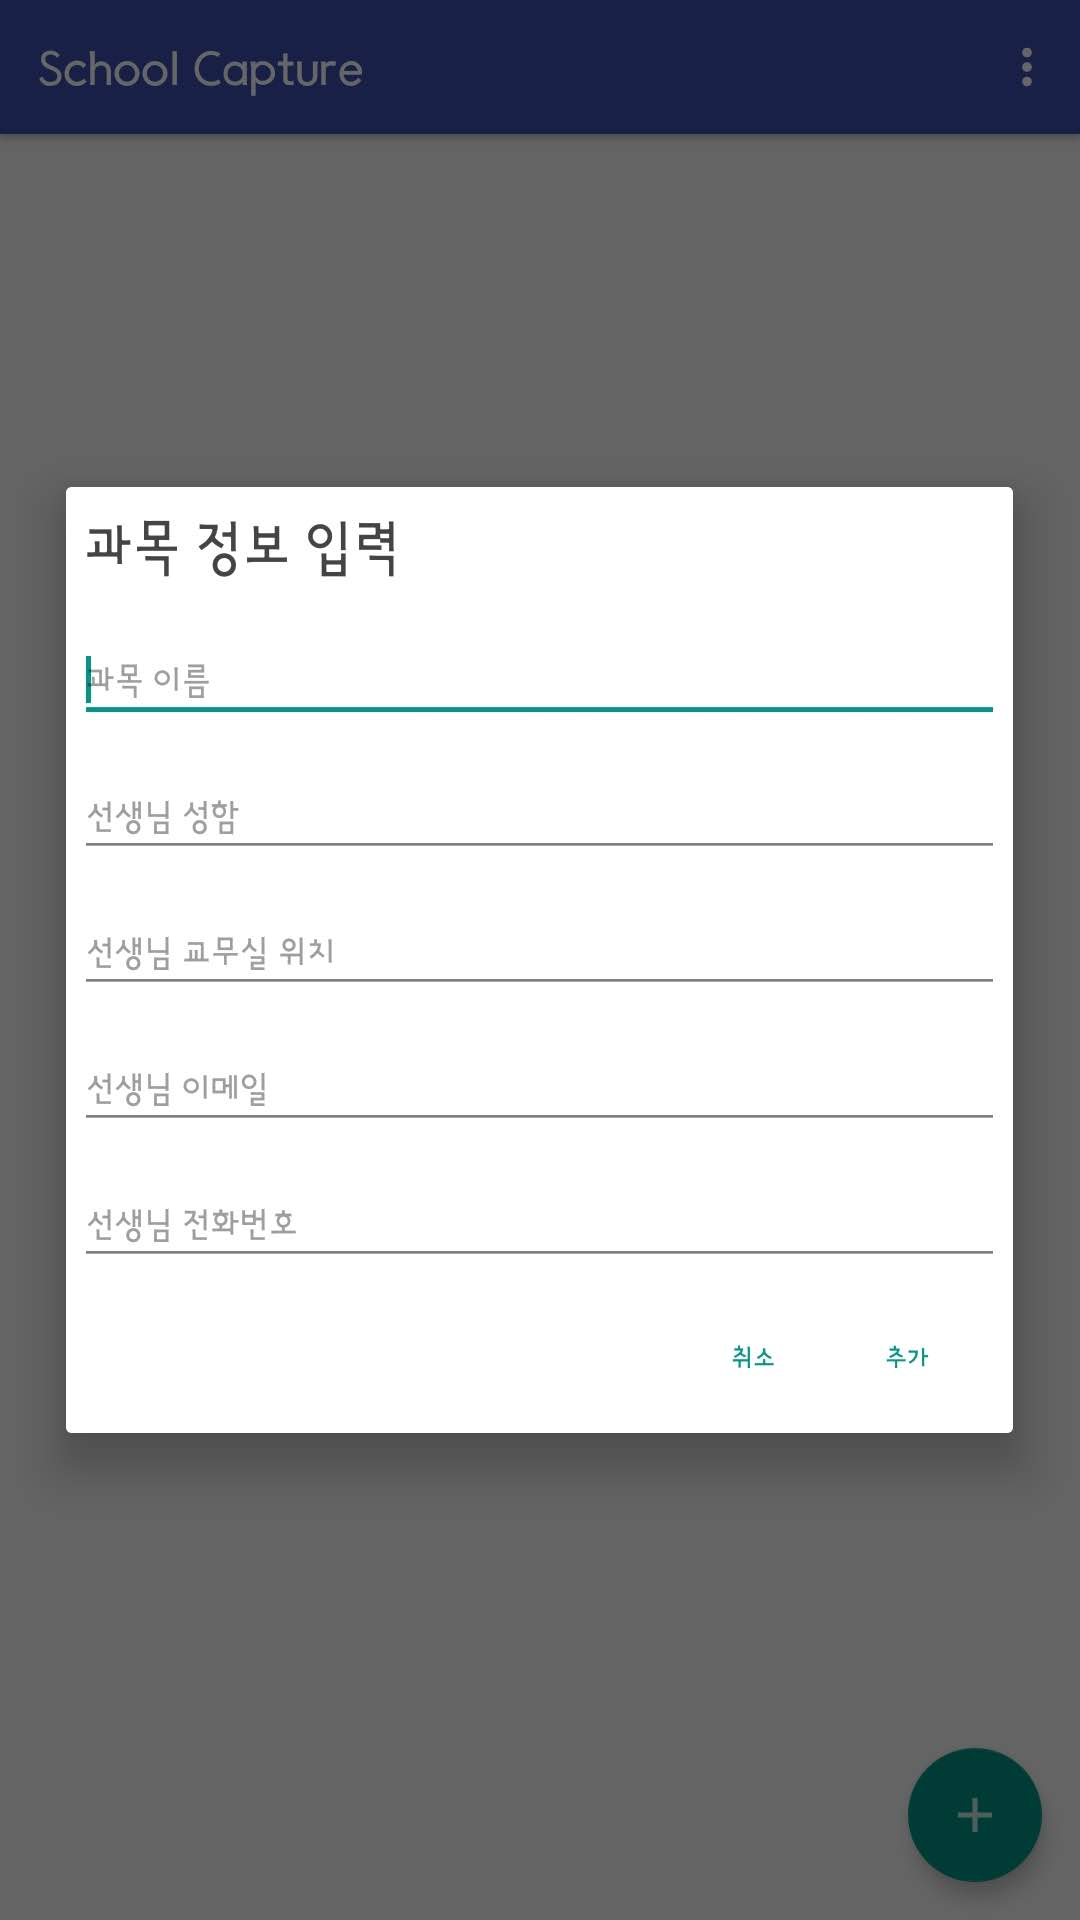 School Capture
과목 정보 입력
과목 이름
선생님 성함
선생님 교무실 위치
선생님 이메일
선생님 전화번호
취소 추가